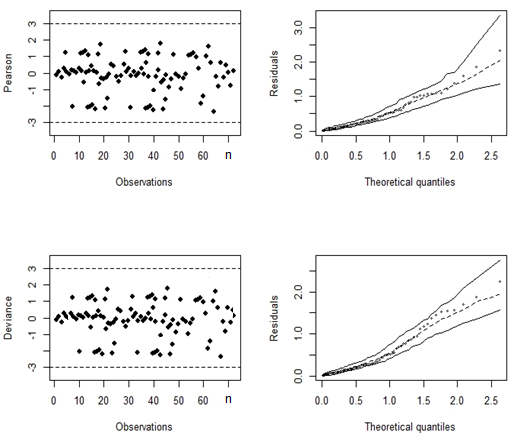 Pearson
3
2
1
0
-1
-3
0 10 20 30 40 50 60 n
Observations
Residuals
3.0
2.0
1.0
0.0
0.0 0.5 1.0 1.5 2.0 2.5
Theoretical quantiles
Deviance
3
2
1
0
-1
-3
0 10 20 30 40 50 60 n
Observations
Residuals
2.0
1.0
0.0
0.0 0.5 1.0 1.5 2.0 2.5
Theoretical quantiles